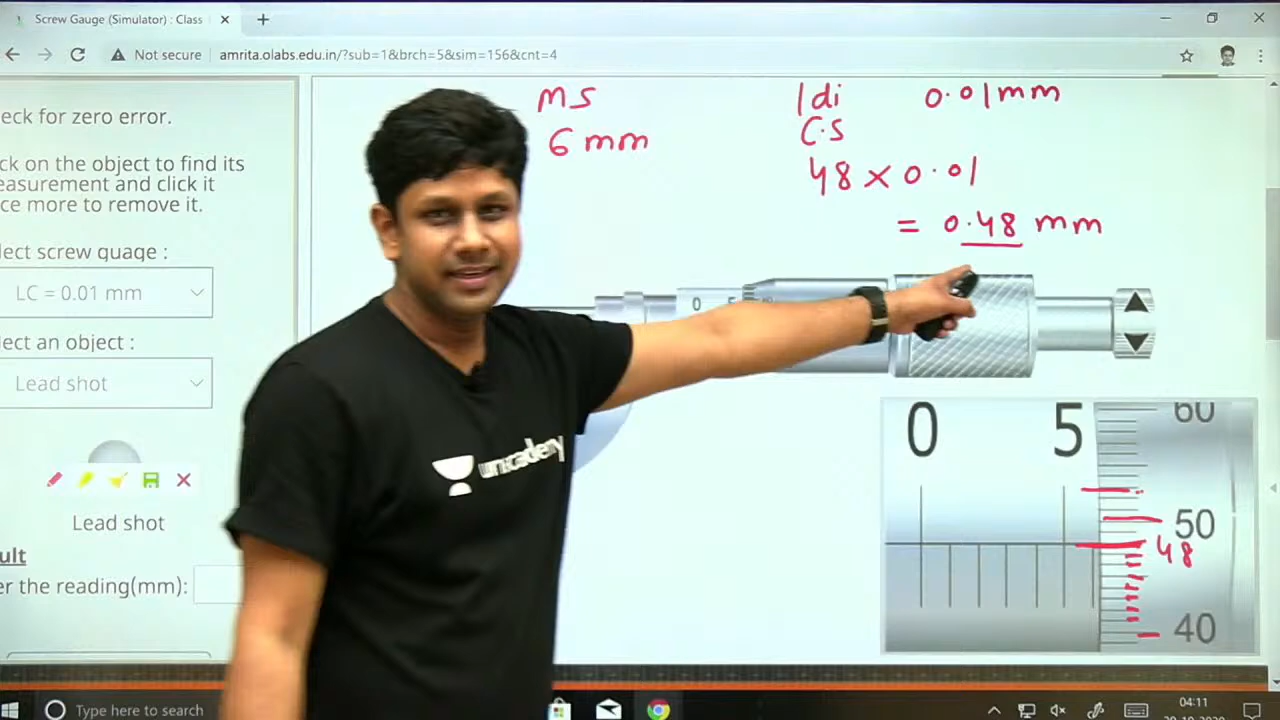 Screw Gauge (Simulator) : Class
Not secure
amrita.olabs.edu.in/?sub=1&brch=5&sim=156&cnt=4
eck for zero error.
ck on the object to find its
easurement and click it
ce more to remove it.
lect screw guage :
LC = 0.01 mm
lect an object :
Lead shot
Lead shot
ult
er the reading(mm):
MS
6 mm
1di 0.01mm
C.S
48 × 0.01
= 0.48 mm
0 5
unacademy
0 5
60
50
48
40
Type here to search
04:11